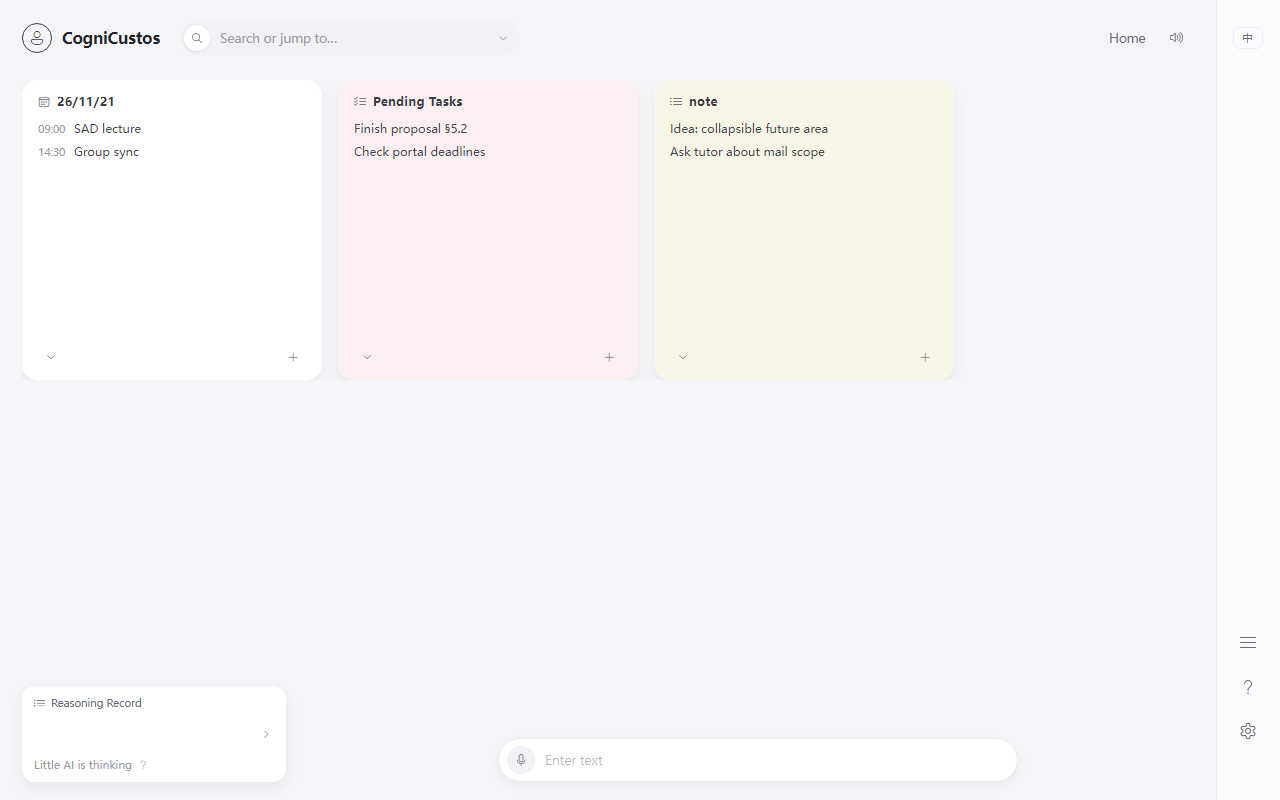 CogniCustos
Search or jump to...
Home
中
26/11/21
09:00 SAD lecture
14:30 Group sync
Pending Tasks
Finish proposal §5.2
Check portal deadlines
note
Idea: collapsible future area
Ask tutor about mail scope
Reasoning Record
Little AI is thinking ?
Enter text
?